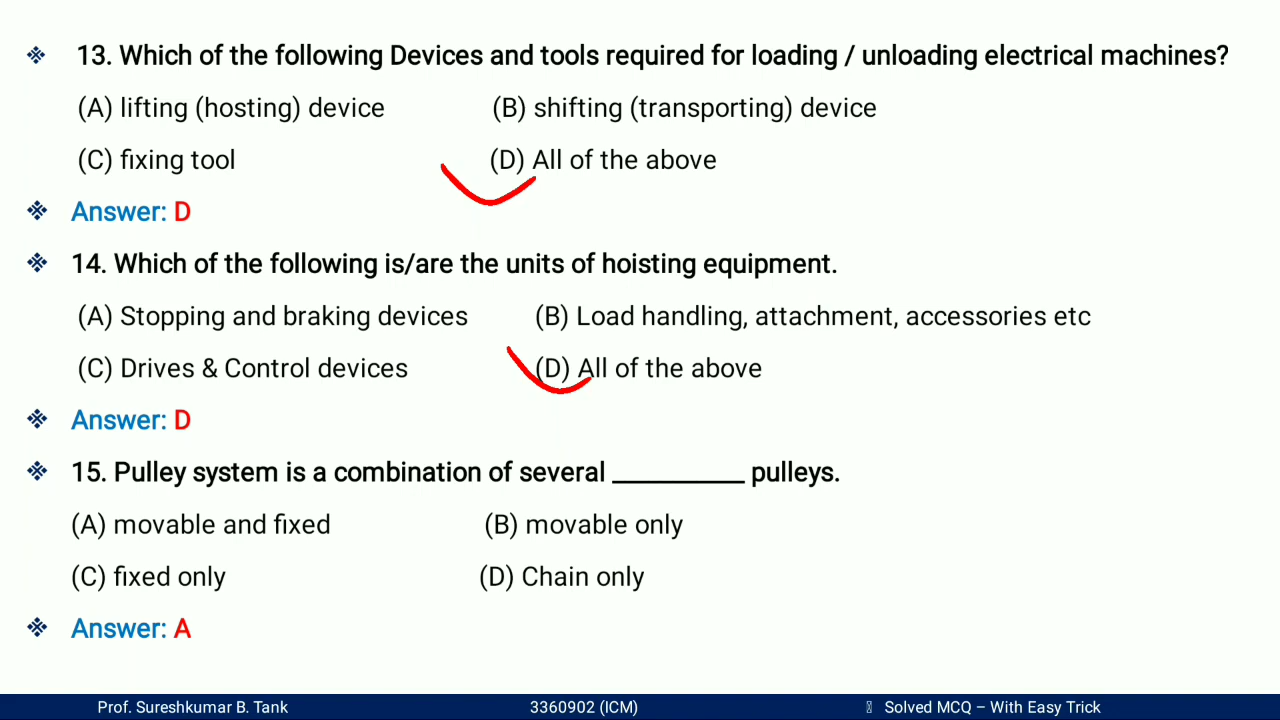 ❖ 13. Which of the following Devices and tools required for loading / unloading electrical machines?
(A) lifting (hosting) device (B) shifting (transporting) device
(C) fixing tool (D) All of the above
❖ Answer: D
❖ 14. Which of the following is/are the units of hoisting equipment.
(A) Stopping and braking devices (B) Load handling, attachment, accessories etc
(C) Drives & Control devices (D) All of the above
❖ Answer: D
❖ 15. Pulley system is a combination of several __________ pulleys.
(A) movable and fixed (B) movable only
(C) fixed only (D) Chain only
❖ Answer: A
Prof. Sureshkumar B. Tank 3360902 (ICM) Solved MCQ – With Easy Trick